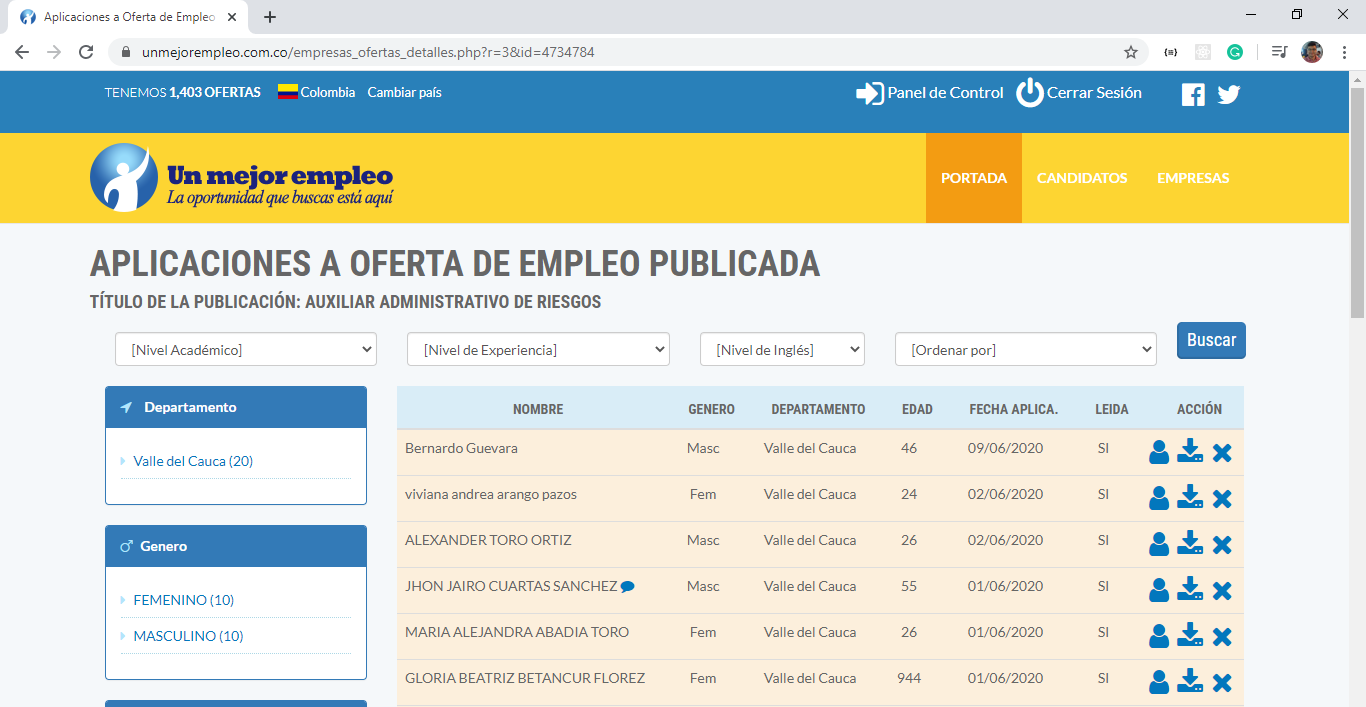 Aplicaciones a Oferta de Empleo
unmejorempleo.com.co/empresas_ofertas_detalles.php?r=3&id=4734784
TENEMOS 1,403 OFERTAS Colombia Cambiar país Panel de Control Cerrar Sesión
Un mejor empleo
La oportunidad que buscas está aquí
PORTADA CANDIDATOS EMPRESAS
APLICACIONES A OFERTA DE EMPLEO PUBLICADA
TÍTULO DE LA PUBLICACIÓN: AUXILIAR ADMINISTRATIVO DE RIESGOS
[Nivel Académico] [Nivel de Experiencia] [Nivel de Inglés] [Ordenar por] Buscar
Departamento
Valle del Cauca (20)
Genero
FEMENINO (10)
MASCULINO (10)
NOMBRE GENERO DEPARTAMENTO EDAD FECHA APLICA. LEIDA ACCIÓN
Bernardo Guevara Masc Valle del Cauca 46 09/06/2020 SI
viviana andrea arango pazos Fem Valle del Cauca 24 02/06/2020 SI
ALEXANDER TORO ORTIZ Masc Valle del Cauca 26 02/06/2020 SI
JHON JAIRO CUARTAS SANCHEZ Masc Valle del Cauca 55 01/06/2020 SI
MARIA ALEJANDRA ABADIA TORO Fem Valle del Cauca 26 01/06/2020 SI
GLORIA BEATRIZ BETANCUR FLOREZ Fem Valle del Cauca 944 01/06/2020 SI